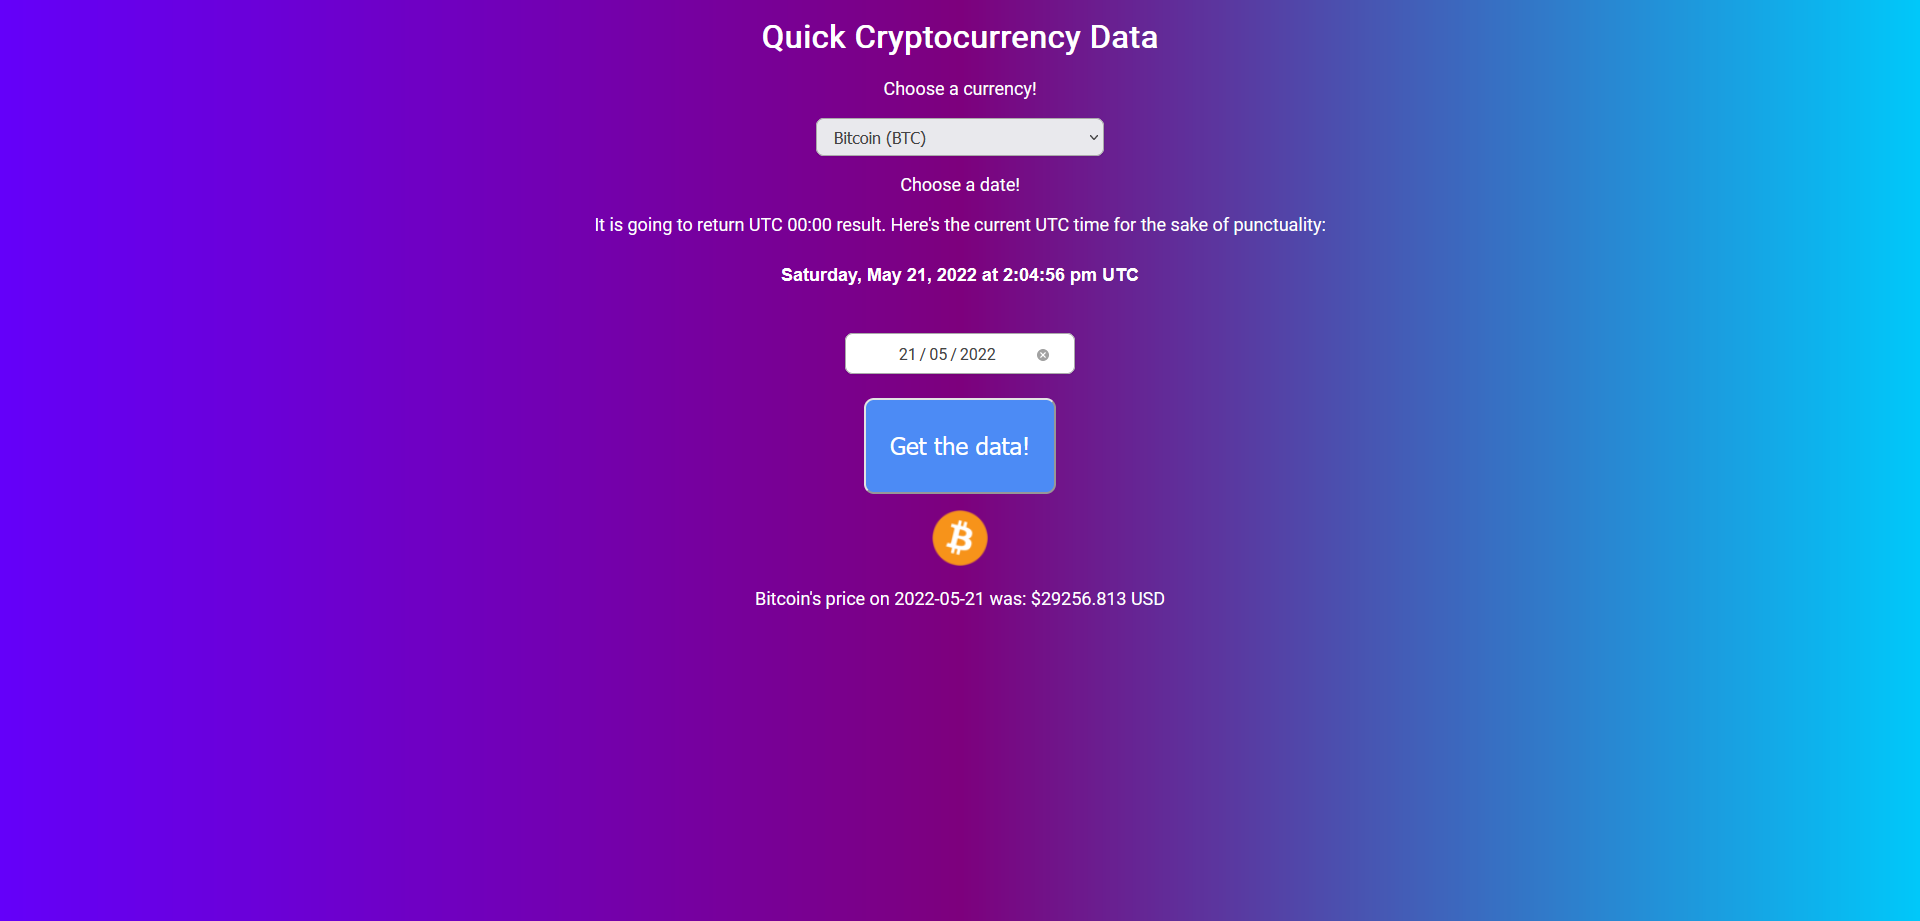 Quick Cryptocurrency Data
Choose a currency!
Bitcoin (BTC)
Choose a date!
It is going to return UTC 00:00 result. Here's the current UTC time for the sake of punctuality:
Saturday, May 21, 2022 at 2:04:56 pm UTC
21 / 05 / 2022
Get the data!
Bitcoin's price on 2022-05-21 was: $29256.813 USD